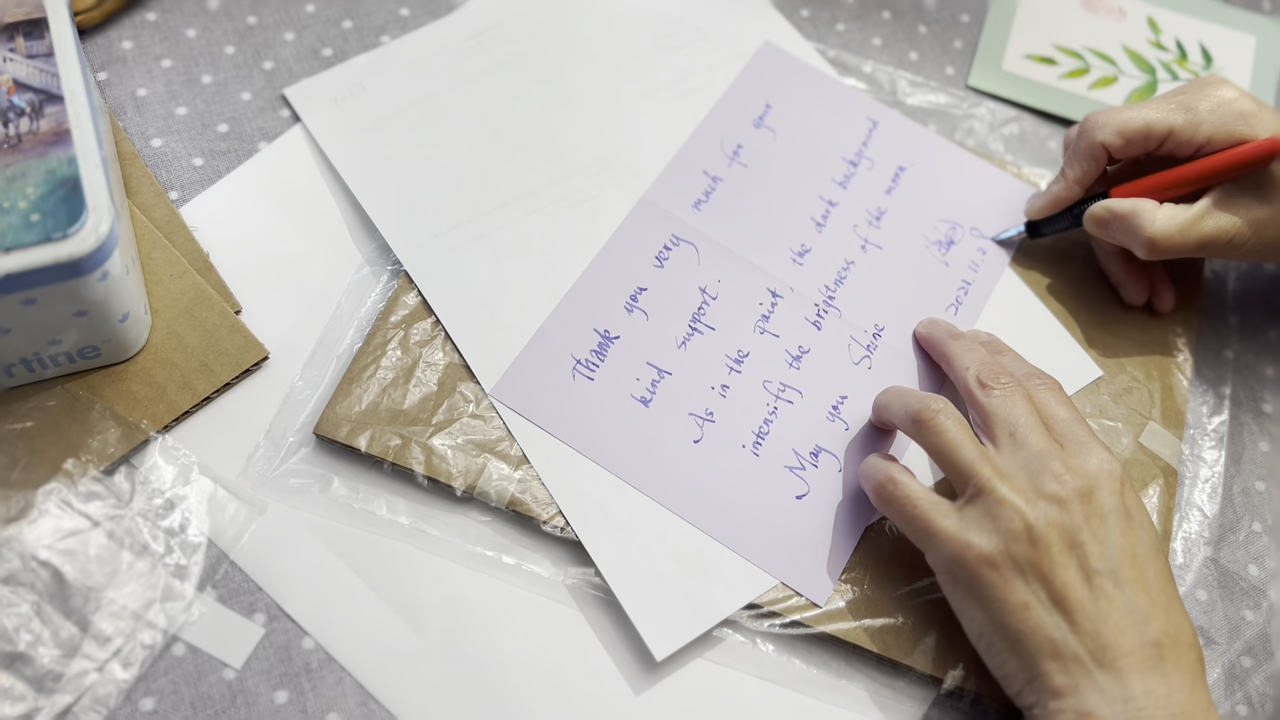 Thank you very much for your
kind support.
As in the paint the dark background
intensify the brightness of the moon.
May you Shine
2021.11.2
rtine